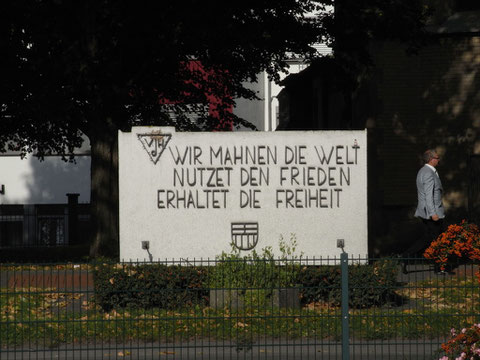 WIR MAHNEN DIE WELT
NUTZET DEN FRIEDEN
ERHALTET DIE FREIHEIT